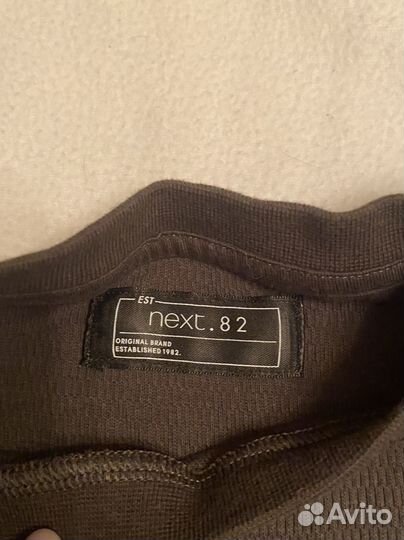 EST
next.82
ORIGINAL BRAND
ESTABLISHED 1982.
Avito